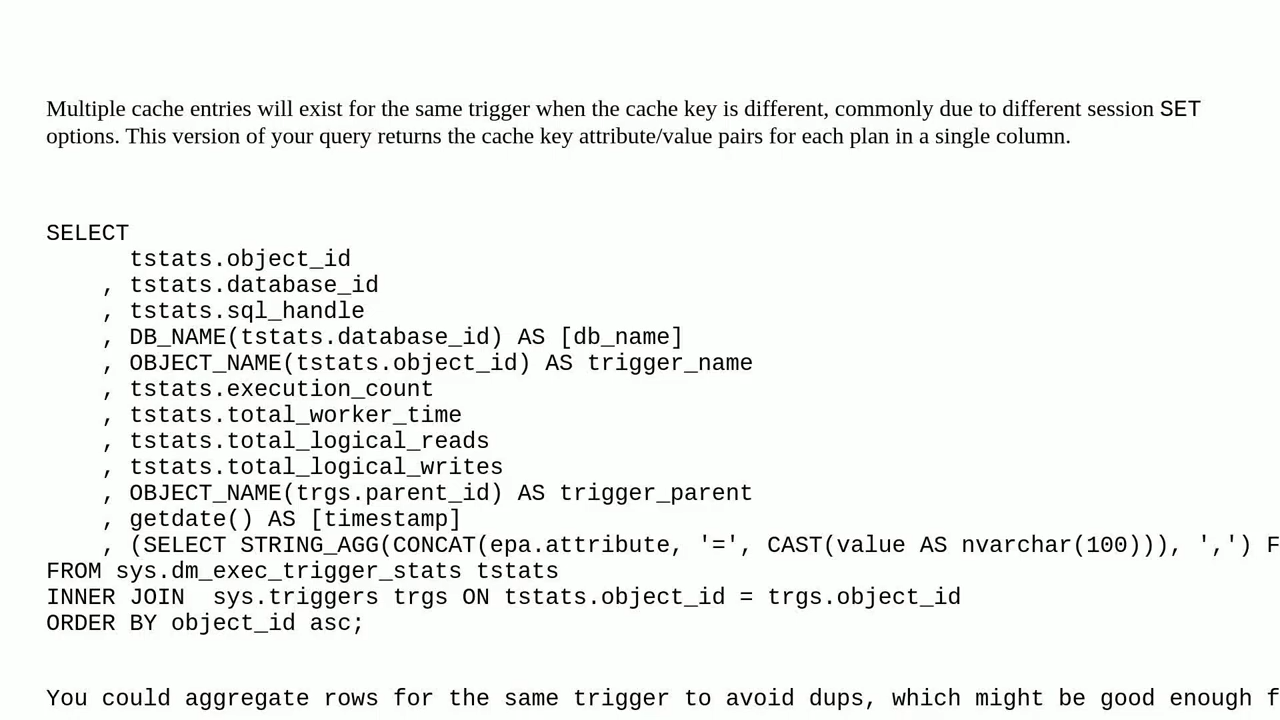 Multiple cache entries will exist for the same trigger when the cache key is different, commonly due to different session SET
options. This version of your query returns the cache key attribute/value pairs for each plan in a single column.
SELECT
      tstats.object_id
    , tstats.database_id
    , tstats.sql_handle
    , DB_NAME(tstats.database_id) AS [db_name]
    , OBJECT_NAME(tstats.object_id) AS trigger_name
    , tstats.execution_count
    , tstats.total_worker_time
    , tstats.total_logical_reads
    , tstats.total_logical_writes
    , OBJECT_NAME(trgs.parent_id) AS trigger_parent
    , getdate() AS [timestamp]
    , (SELECT STRING_AGG(CONCAT(epa.attribute, '=', CAST(value AS nvarchar(100))), ',') F
FROM sys.dm_exec_trigger_stats tstats
INNER JOIN  sys.triggers trgs ON tstats.object_id = trgs.object_id
ORDER BY object_id asc;
You could aggregate rows for the same trigger to avoid dups, which might be good enough f